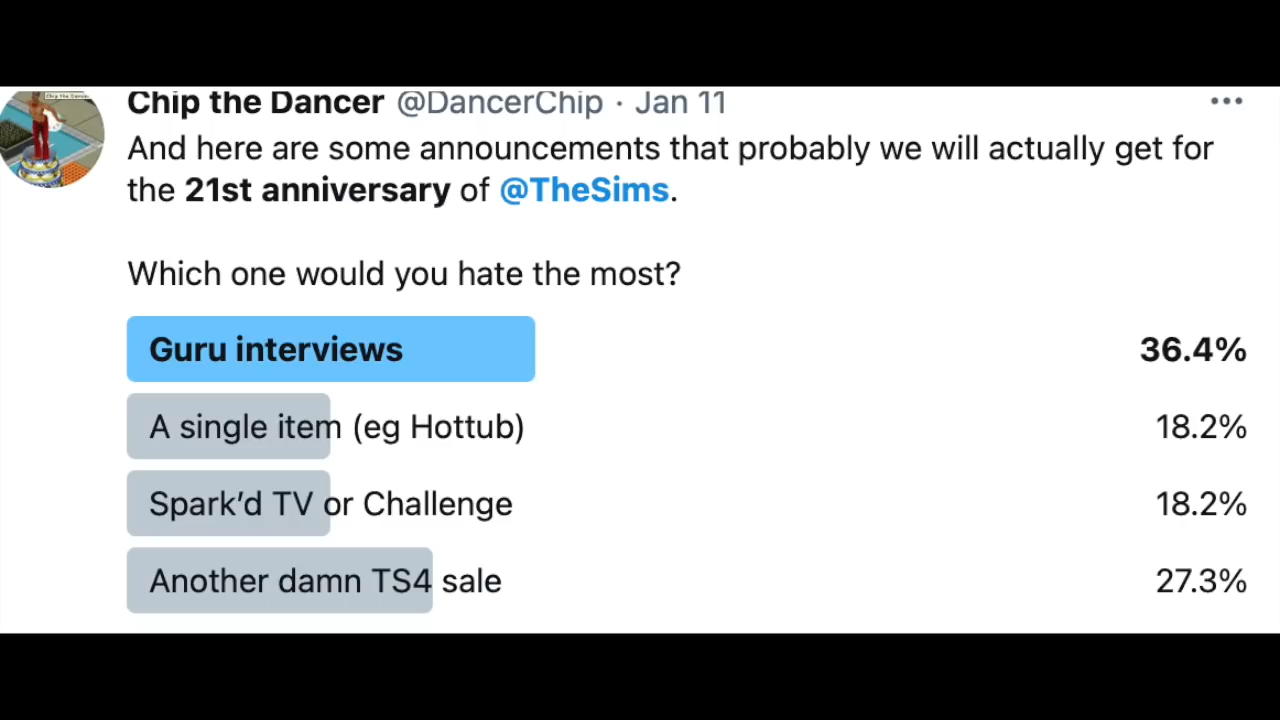 Chip the Dancer @DancerChip · Jan 11
And here are some announcements that probably we will actually get for
the 21st anniversary of @TheSims.
Which one would you hate the most?
Guru interviews 36.4%
A single item (eg Hottub) 18.2%
Spark'd TV or Challenge 18.2%
Another damn TS4 sale 27.3%